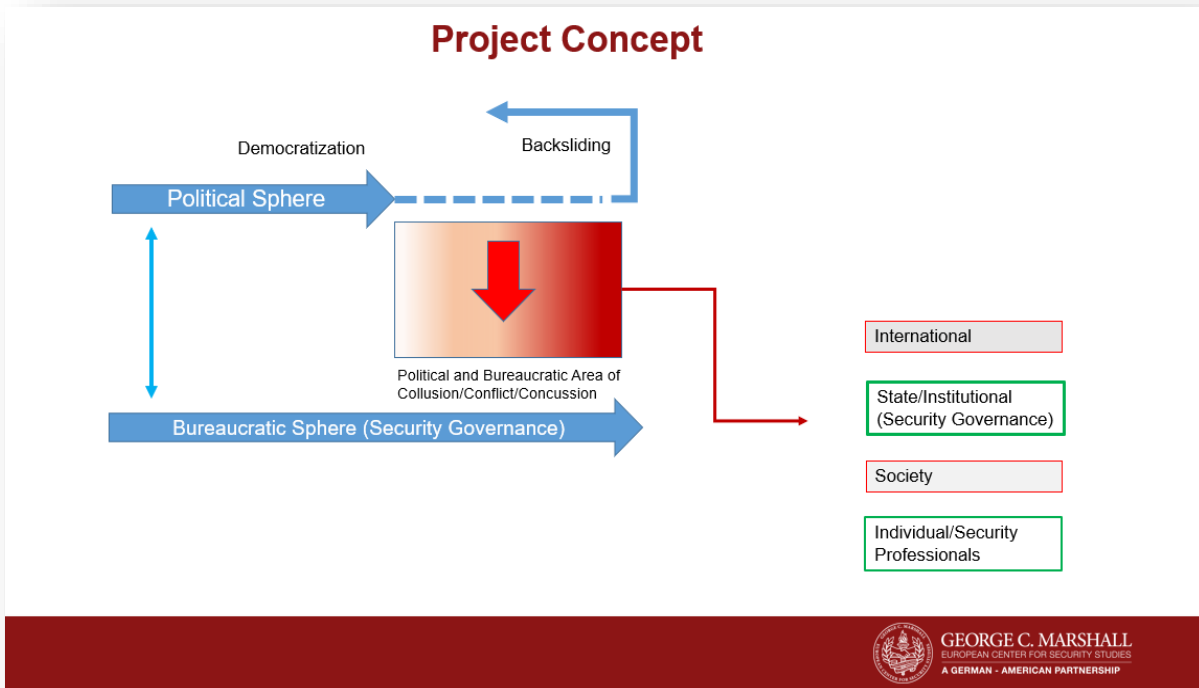 Project Concept
Democratization
Backsliding
Political Sphere
Political and Bureaucratic Area of
Collusion/Conflict/Concussion
Bureaucratic Sphere (Security Governance)
International
State/Institutional
(Security Governance)
Society
Individual/Security
Professionals
GEORGE C. MARSHALL
EUROPEAN CENTER FOR SECURITY STUDIES
A GERMAN - AMERICAN PARTNERSHIP